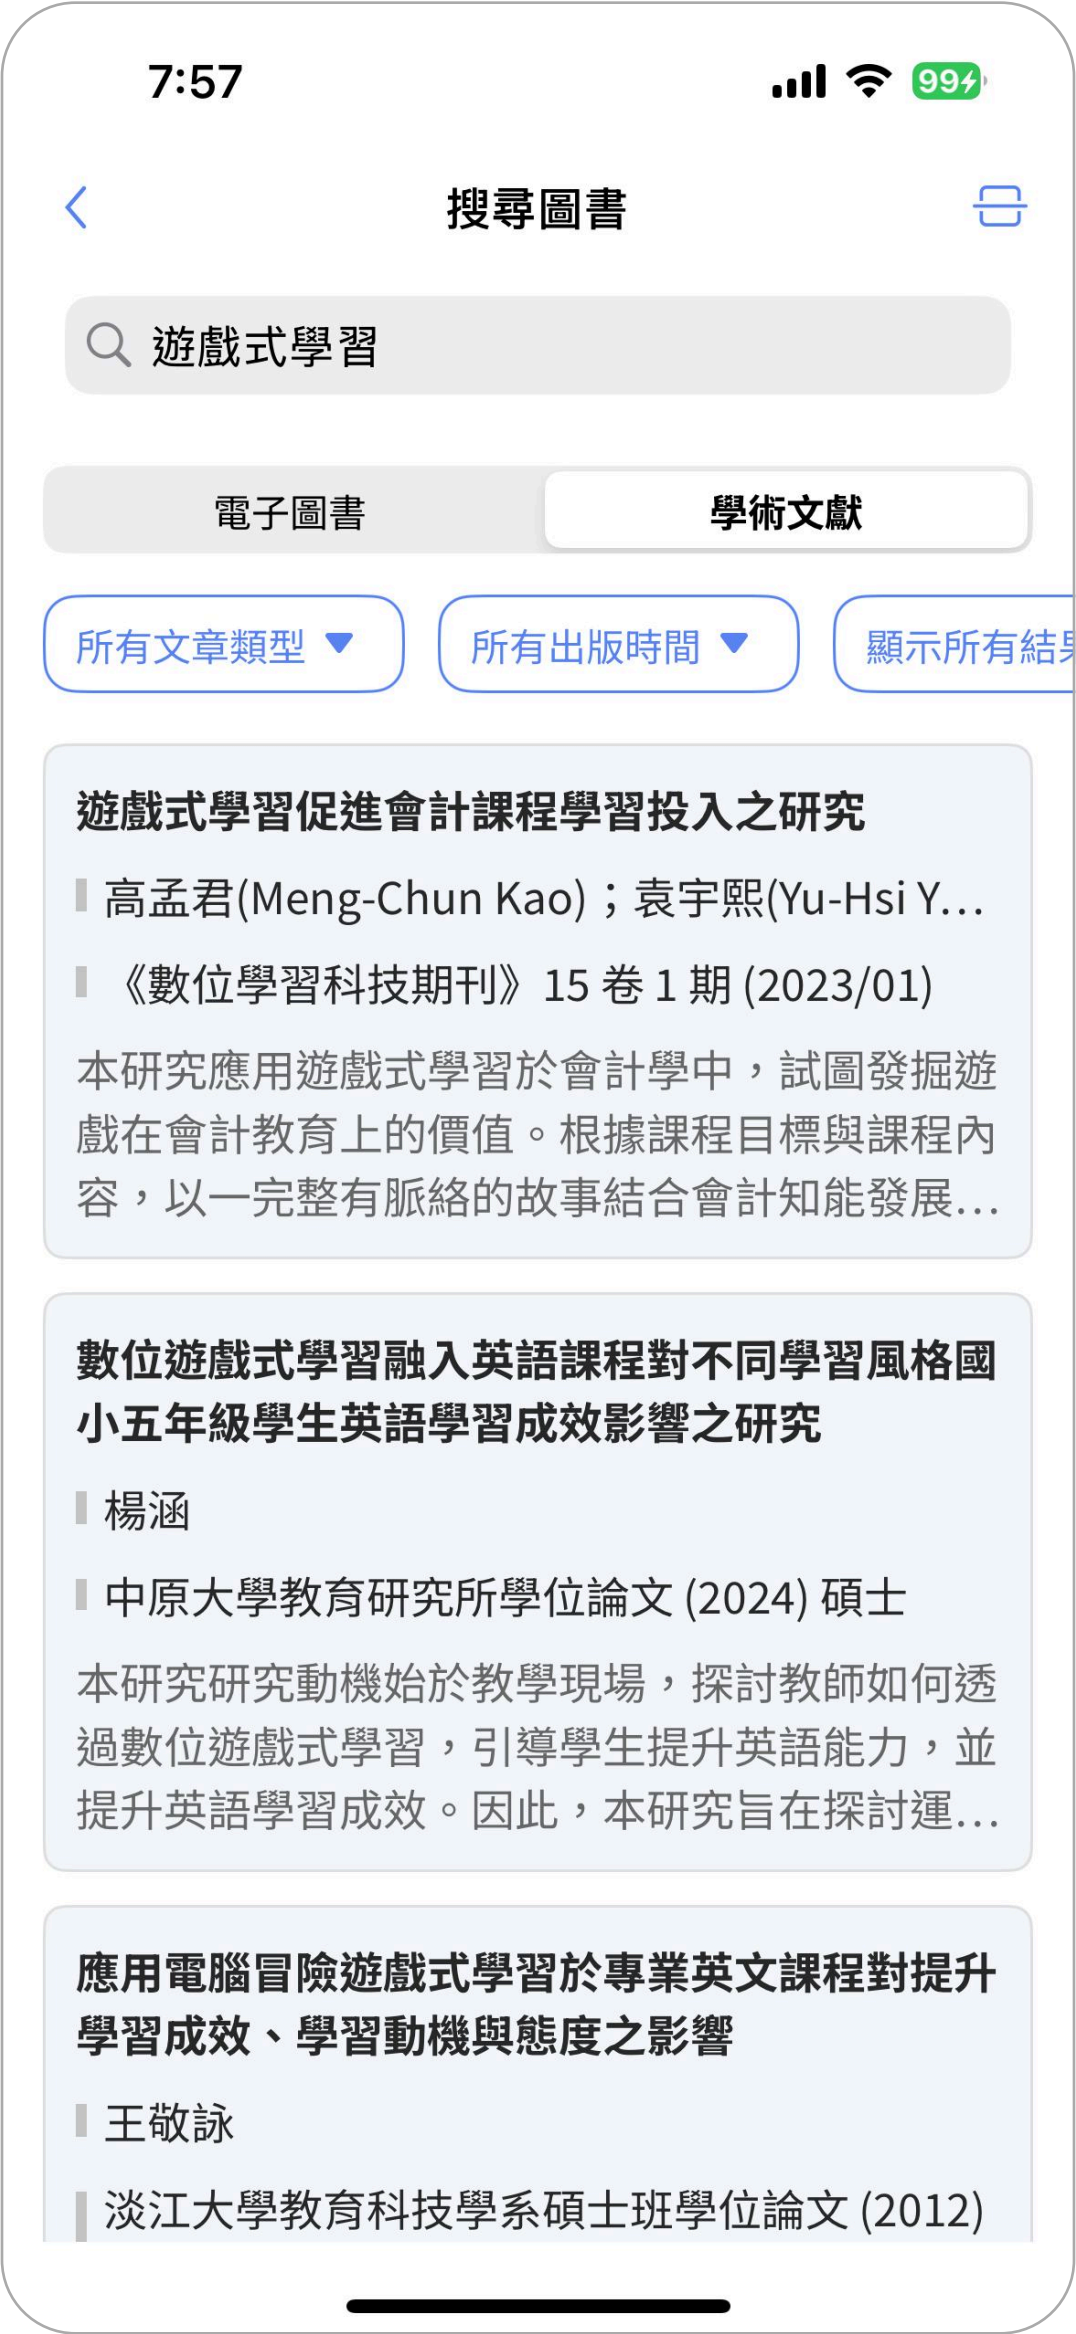 7:57
99
搜尋圖書
遊戲式學習
電子圖書
學術文獻
所有文章類型
所有出版時間
顯示所有結果
遊戲式學習促進會計課程學習投入之研究
高孟君(Meng-Chun Kao)；袁宇熙(Yu-Hsi Y...
《數位學習科技期刊》15 卷 1 期 (2023/01)
本研究應用遊戲式學習於會計學中，試圖發掘遊
戲在會計教育上的價值。根據課程目標與課程內
容，以一完整有脈絡的故事結合會計知能發展...
數位遊戲式學習融入英語課程對不同學習風格國
小五年級學生英語學習成效影響之研究
楊涵
中原大學教育研究所學位論文 (2024) 碩士
本研究研究動機始於教學現場，探討教師如何透
過數位遊戲式學習，引導學生提升英語能力，並
提升英語學習成效。因此，本研究旨在探討運...
應用電腦冒險遊戲式學習於專業英文課程對提升
學習成效、學習動機與態度之影響
王敬詠
淡江大學教育科技學系碩士班學位論文 (2012)